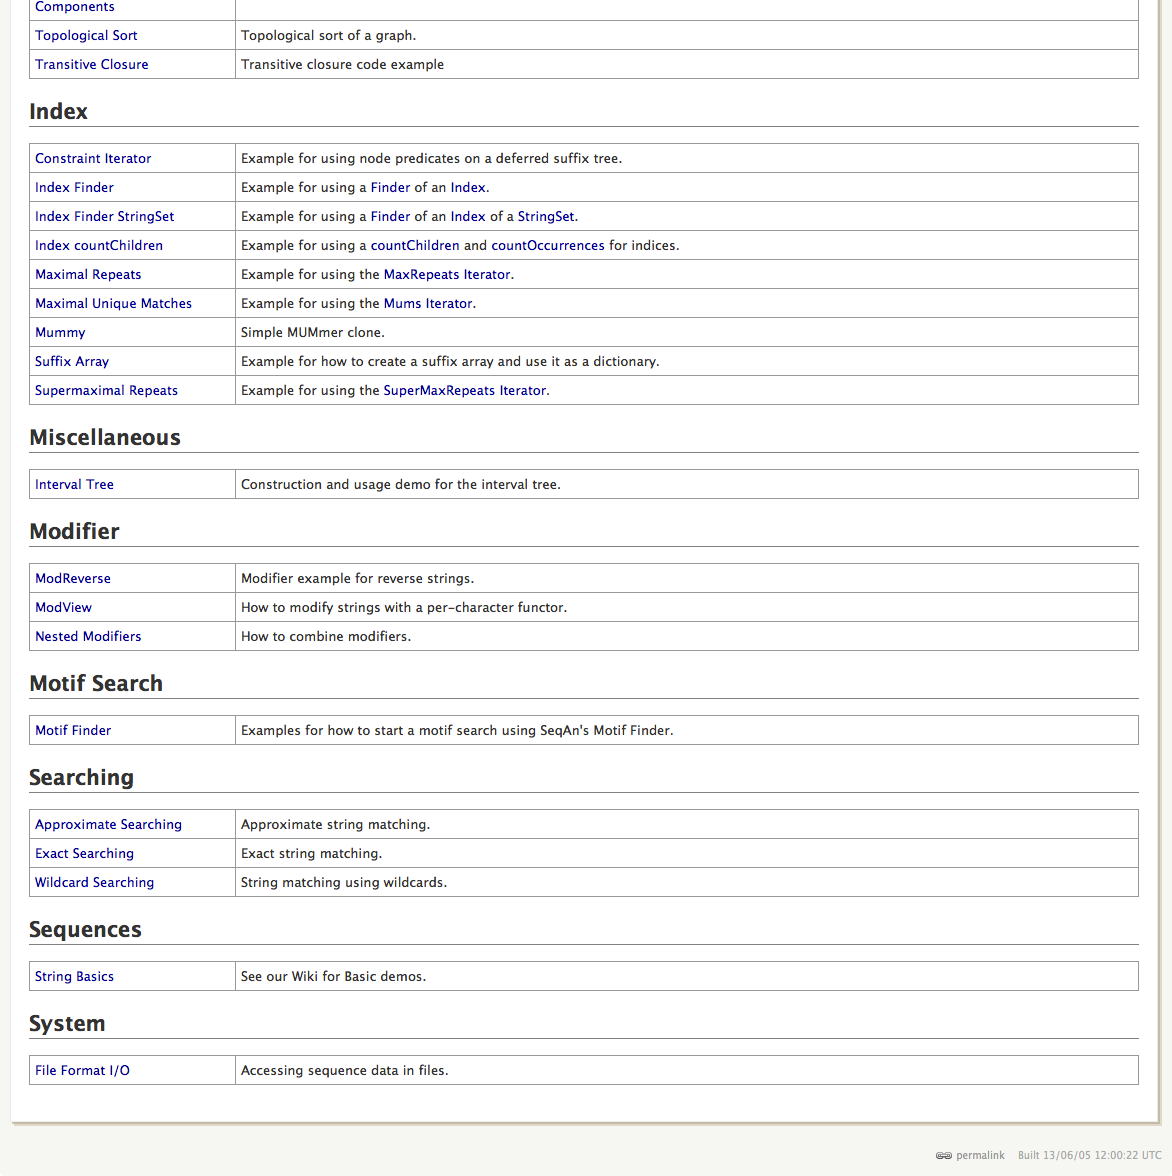 Components
Topological Sort Topological sort of a graph.
Transitive Closure Transitive closure code example
Index
Constraint Iterator Example for using node predicates on a deferred suffix tree.
Index Finder Example for using a Finder of an Index.
Index Finder StringSet Example for using a Finder of an Index of a StringSet.
Index countChildren Example for using a countChildren and countOccurrences for indices.
Maximal Repeats Example for using the MaxRepeats Iterator.
Maximal Unique Matches Example for using the Mums Iterator.
Mummy Simple MUMmer clone.
Suffix Array Example for how to create a suffix array and use it as a dictionary.
Supermaximal Repeats Example for using the SuperMaxRepeats Iterator.
Miscellaneous
Interval Tree Construction and usage demo for the interval tree.
Modifier
ModReverse Modifier example for reverse strings.
ModView How to modify strings with a per-character functor.
Nested Modifiers How to combine modifiers.
Motif Search
Motif Finder Examples for how to start a motif search using SeqAn's Motif Finder.
Searching
Approximate Searching Approximate string matching.
Exact Searching Exact string matching.
Wildcard Searching String matching using wildcards.
Sequences
String Basics See our Wiki for Basic demos.
System
File Format I/O Accessing sequence data in files.
permalink Built 13/06/05 12:00:22 UTC